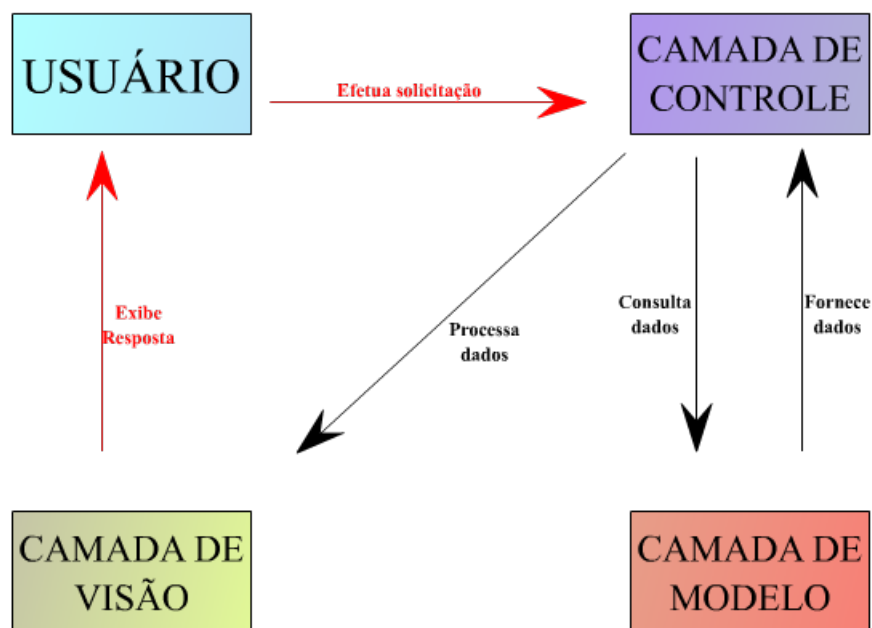 USUÁRIO
Efetua solicitação
CAMADA DE
CONTROLE
Exibe
Resposta
Processa
dados
Consulta
dados
Fornece
dados
CAMADA DE
VISÃO
CAMADA DE
MODELO